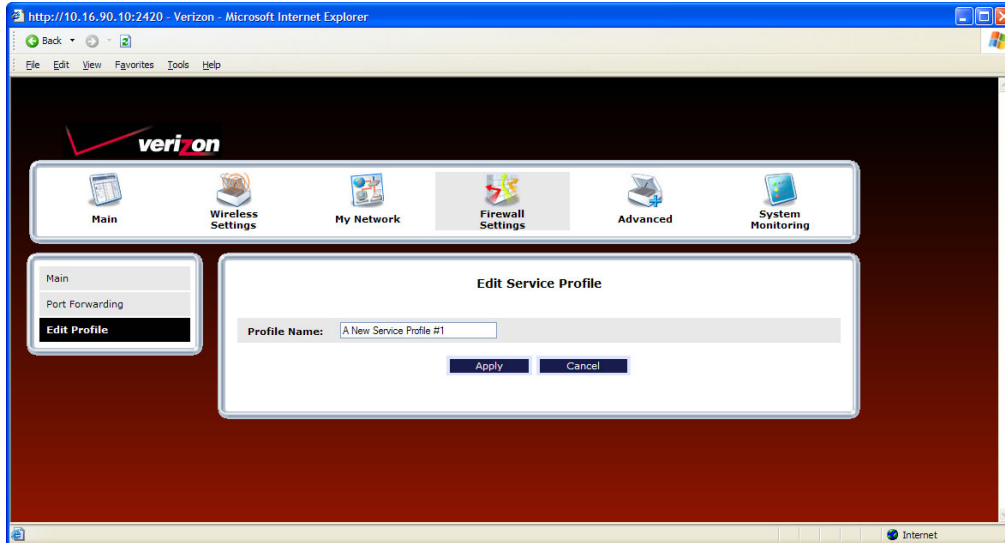 http://10.16.90.10:2420 - Verizon - Microsoft Internet Explorer
Back
File Edit View Favorites Tools Help
verizon
Main
Wireless Settings
My Network
Firewall Settings
Advanced
System Monitoring
Main
Port Forwarding
Edit Profile
Edit Service Profile
Profile Name: A New Service Profile #1
Apply Cancel
Internet